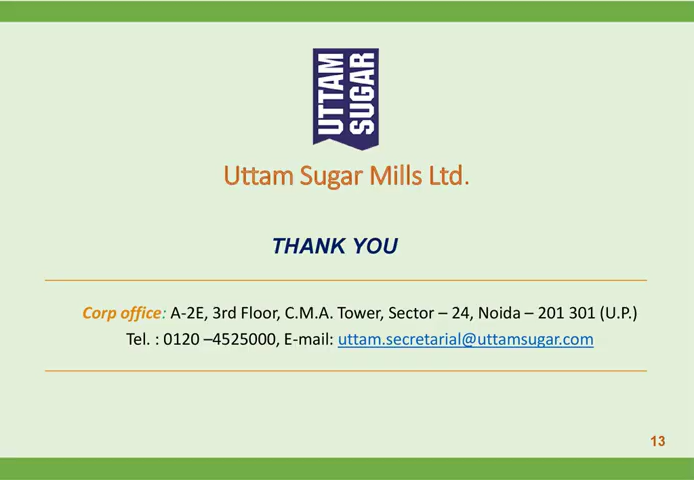 UTTAM
SUGAR
Uttam Sugar Mills Ltd.
THANK YOU
Corp office: A-2E, 3rd Floor, C.M.A. Tower, Sector – 24, Noida – 201 301 (U.P.)
Tel. : 0120 –4525000, E-mail: uttam.secretarial@uttamsugar.com
13